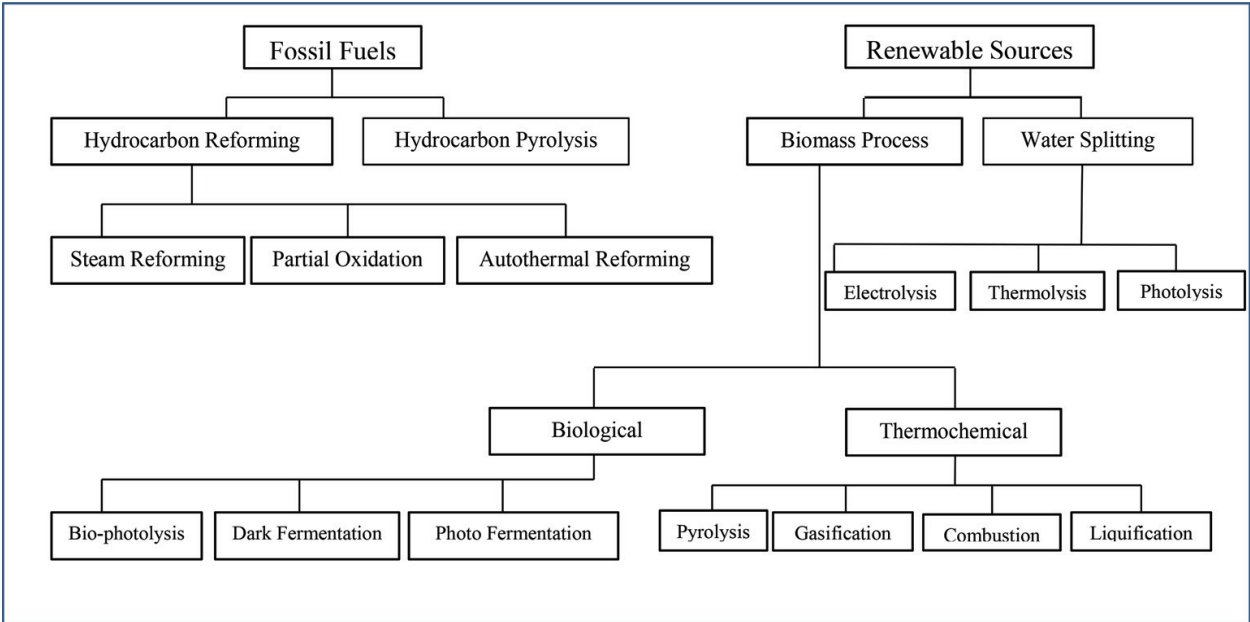 Fossil Fuels
Renewable Sources
Hydrocarbon Reforming
Hydrocarbon Pyrolysis
Biomass Process
Water Splitting
Steam Reforming
Partial Oxidation
Autothermal Reforming
Electrolysis
Thermolysis
Photolysis
Biological
Thermochemical
Bio-photolysis
Dark Fermentation
Photo Fermentation
Pyrolysis
Gasification
Combustion
Liquification